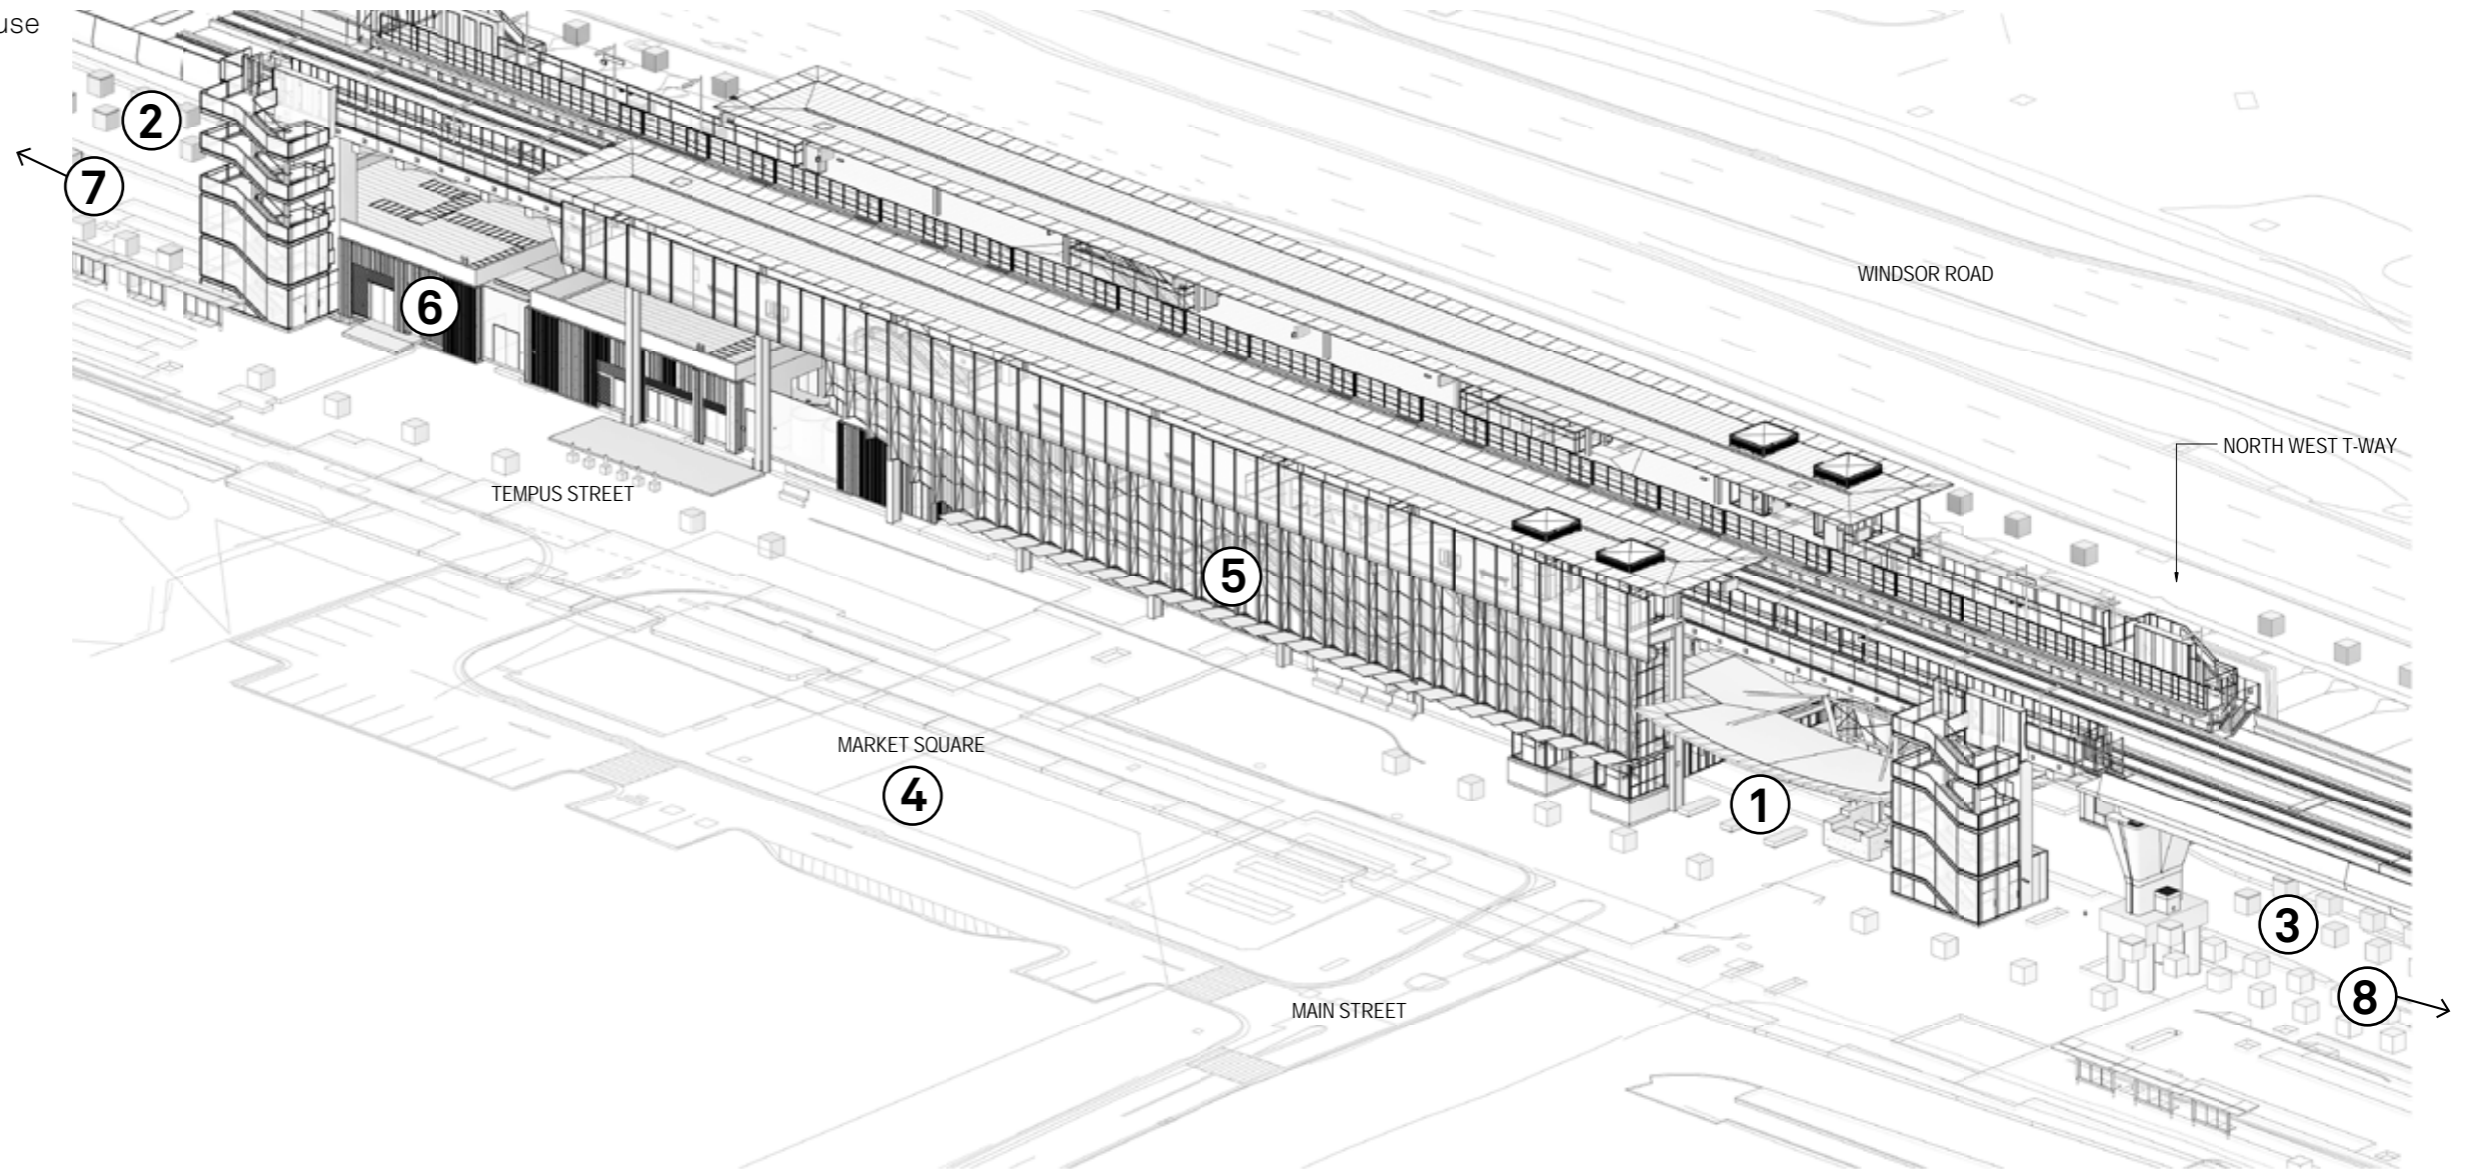 use
2
7
6
WINDSOR ROAD
NORTH WEST T-WAY
TEMPUS STREET
5
MARKET SQUARE
4
1
3
8
MAIN STREET